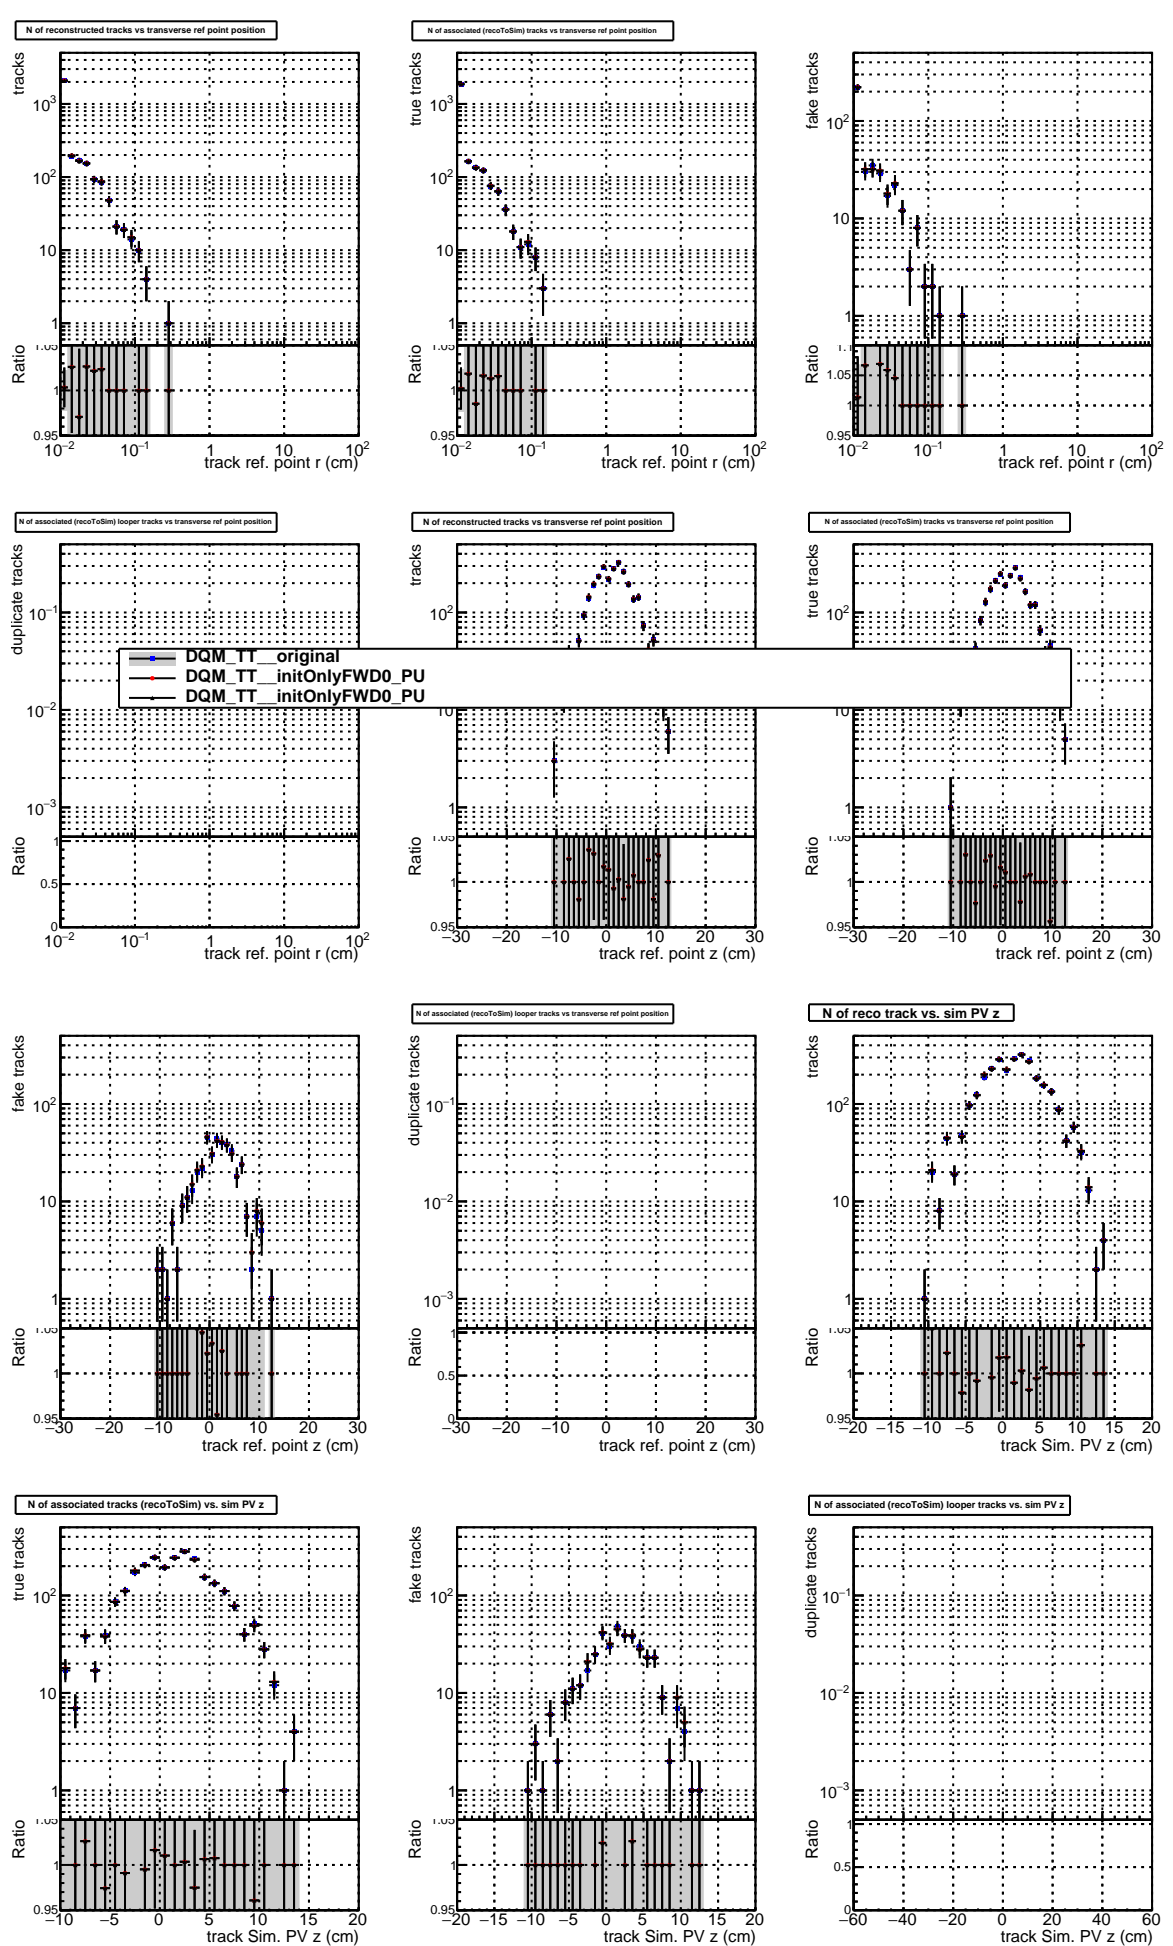 N of reconstructed tracks vs transverse ref point position
tracks
10³
10²
10
1
1.05
Ratio
1
0.95
10⁻² 10⁻¹ 1 10 10²
track ref. point r (cm)
N of associated (recoToSim) tracks vs transverse ref point position
true tracks
10³
10²
10
1
1.05
Ratio
1
0.95
10⁻² 10⁻¹ 1 10 10²
track ref. point r (cm)
fake tracks
10²
10
1
1.1
Ratio
1.05
1
0.95
10⁻² 10⁻¹ 1 10 10²
track ref. point r (cm)
N of associated (recoToSim) looper tracks vs transverse ref point position
duplicate tracks
10⁻¹
10⁻²
10⁻³
Ratio
1
0.5
0
10⁻² 10⁻¹ 1 10 10²
track ref. point r (cm)
N of reconstructed tracks vs transverse ref point position
tracks
10²
10
1
1.05
Ratio
1
0.95
−30 −20 −10 0 10 20 30
track ref. point z (cm)
N of associated (recoToSim) tracks vs transverse ref point position
true tracks
10²
10
1
1.05
Ratio
1
0.95
−30 −20 −10 0 10 20 30
track ref. point z (cm)
DQM_TT__original
DQM_TT__initOnlyFWD0_PU
DQM_TT__initOnlyFWD0_PU
fake tracks
10²
10
1
1.05
Ratio
1
0.95
−30 −20 −10 0 10 20 30
track ref. point z (cm)
N of associated (recoToSim) looper tracks vs transverse ref point position
duplicate tracks
10⁻¹
10⁻²
10⁻³
Ratio
1
0.5
0
−30 −20 −10 0 10 20 30
track ref. point z (cm)
N of reco track vs. sim PV z
tracks
10²
10
1
1.05
Ratio
1
0.95
−20 −15 −10 −5 0 5 10 15 20
track Sim. PV z (cm)
N of associated tracks (recoToSim) vs. sim PV z
true tracks
10²
10
1
1.05
Ratio
1
0.95
−10 −5 0 5 10 15 20
track Sim. PV z (cm)
fake tracks
10²
10
1
1.05
Ratio
1
0.95
−20 −15 −10 −5 0 5 10 15 20
track Sim. PV z (cm)
N of associated (recoToSim) looper tracks vs. sim PV z
duplicate tracks
10⁻¹
10⁻²
10⁻³
Ratio
1
0.5
0
−60 −40 −20 0 20 40 60
track Sim. PV z (cm)